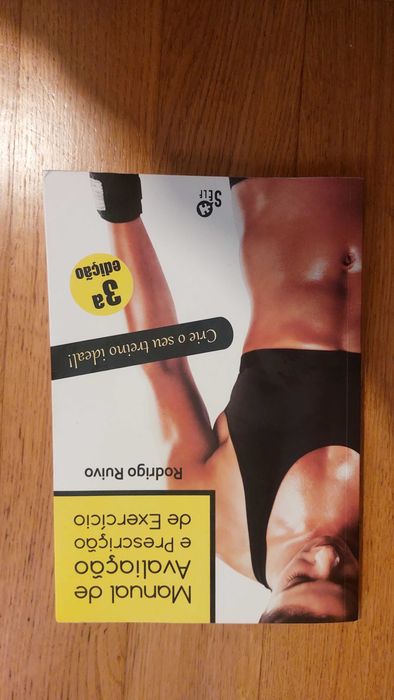 Manual de
Avaliação
e Prescrição
de Exercício
Rodrigo Ruivo
Crie o seu treino ideal!
3a
edição
SELF